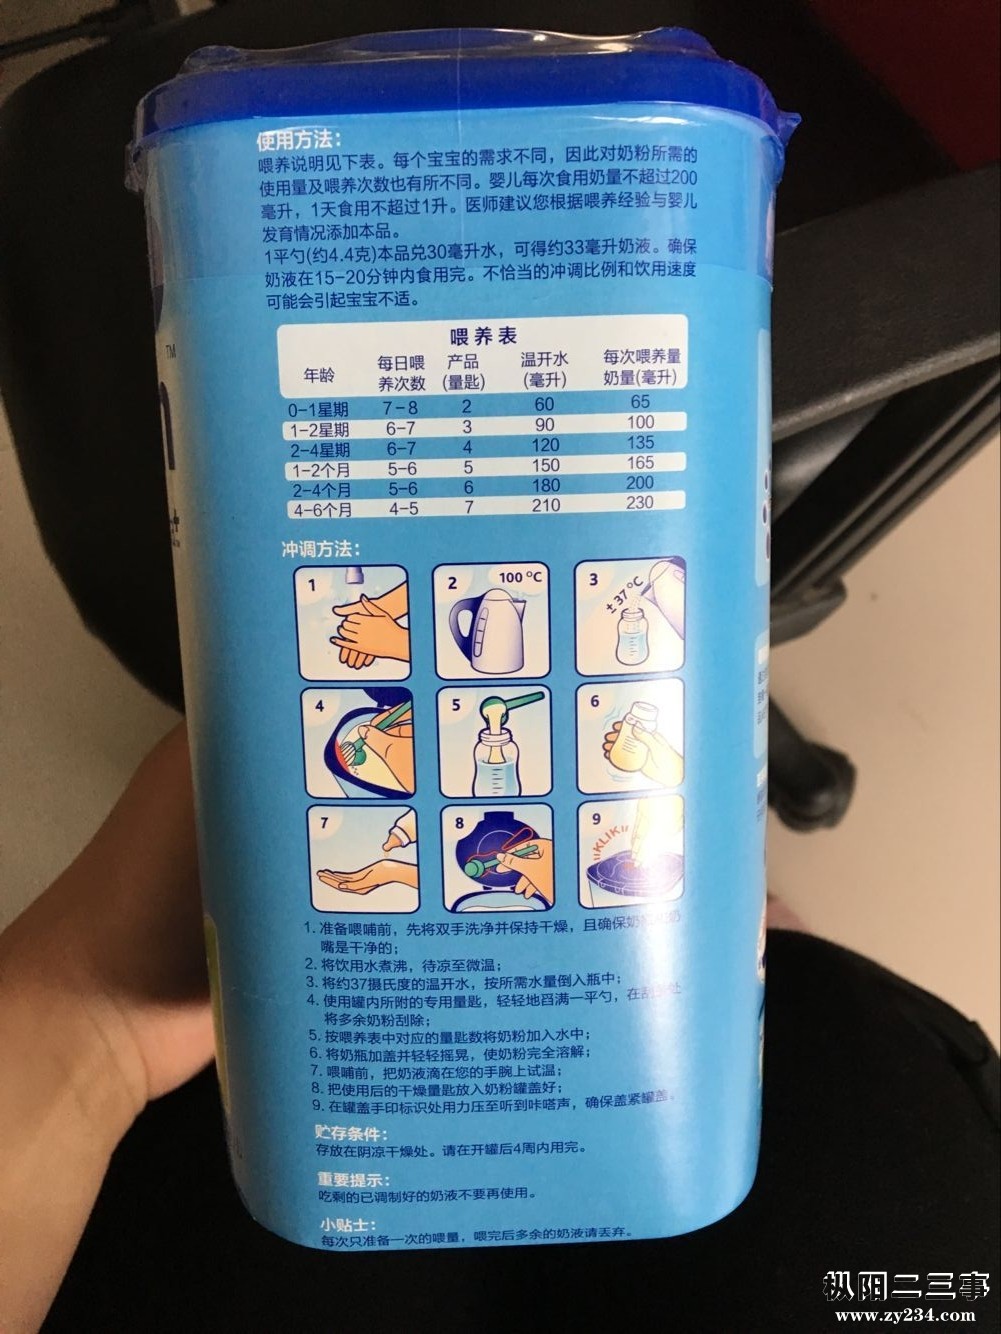 使用方法：
喂养说明见下表。每个宝宝的需求不同，因此对奶粉所需的
使用量及喂养次数也有所不同。婴儿每次食用奶量不超过200
毫升，1天食用不超过1升。医师建议您根据喂养经验与婴儿
发育情况添加本品。
1平勺(约4.4克)本品兑30毫升水，可得约33毫升奶液。确保
奶液在15-20分钟内食用完。不恰当的冲调比例和饮用速度
可能会引起宝宝不适。
喂养表
年龄 每日喂养次数 产品(量匙) 温开水(毫升) 每次喂养量奶量(毫升)
0-1星期 7-8 2 60 65
1-2星期 6-7 3 90 100
2-4星期 6-7 4 120 135
1-2个月 5-6 5 150 165
2-4个月 5-6 6 180 200
4-6个月 4-5 7 210 230
冲调方法：
1
2 100 ºC
3 ±37ºC
4
5
6
7
8
9 "KLIK"
1. 准备喂哺前，先将双手洗净并保持干燥，且确保奶
嘴是干净的；
2. 将饮用水煮沸，待凉至微温；
3. 将约37摄氏度的温开水，按所需水量倒入瓶中；
4. 使用罐内所附的专用量匙，轻轻地舀满一平勺，在刮
将多余奶粉刮除；
5. 按喂养表中对应的量匙数将奶粉加入水中；
6. 将奶瓶加盖并轻轻摇晃，使奶粉完全溶解；
7. 喂哺前，把奶液滴在您的手腕上试温；
8. 把使用后的干燥量匙放入奶粉罐盖好；
9. 在罐盖手印标识处用力压至听到咔嗒声，确保盖紧罐盖。
贮存条件：
存放在阴凉干燥处。请在开罐后4周内用完。
重要提示：
吃剩的已调制好的奶液不要再使用。
小贴士：
每次只准备一次的喂量，喂完后多余的奶液请丢弃。
TM
n
枞阳二三事
www.zy234.com